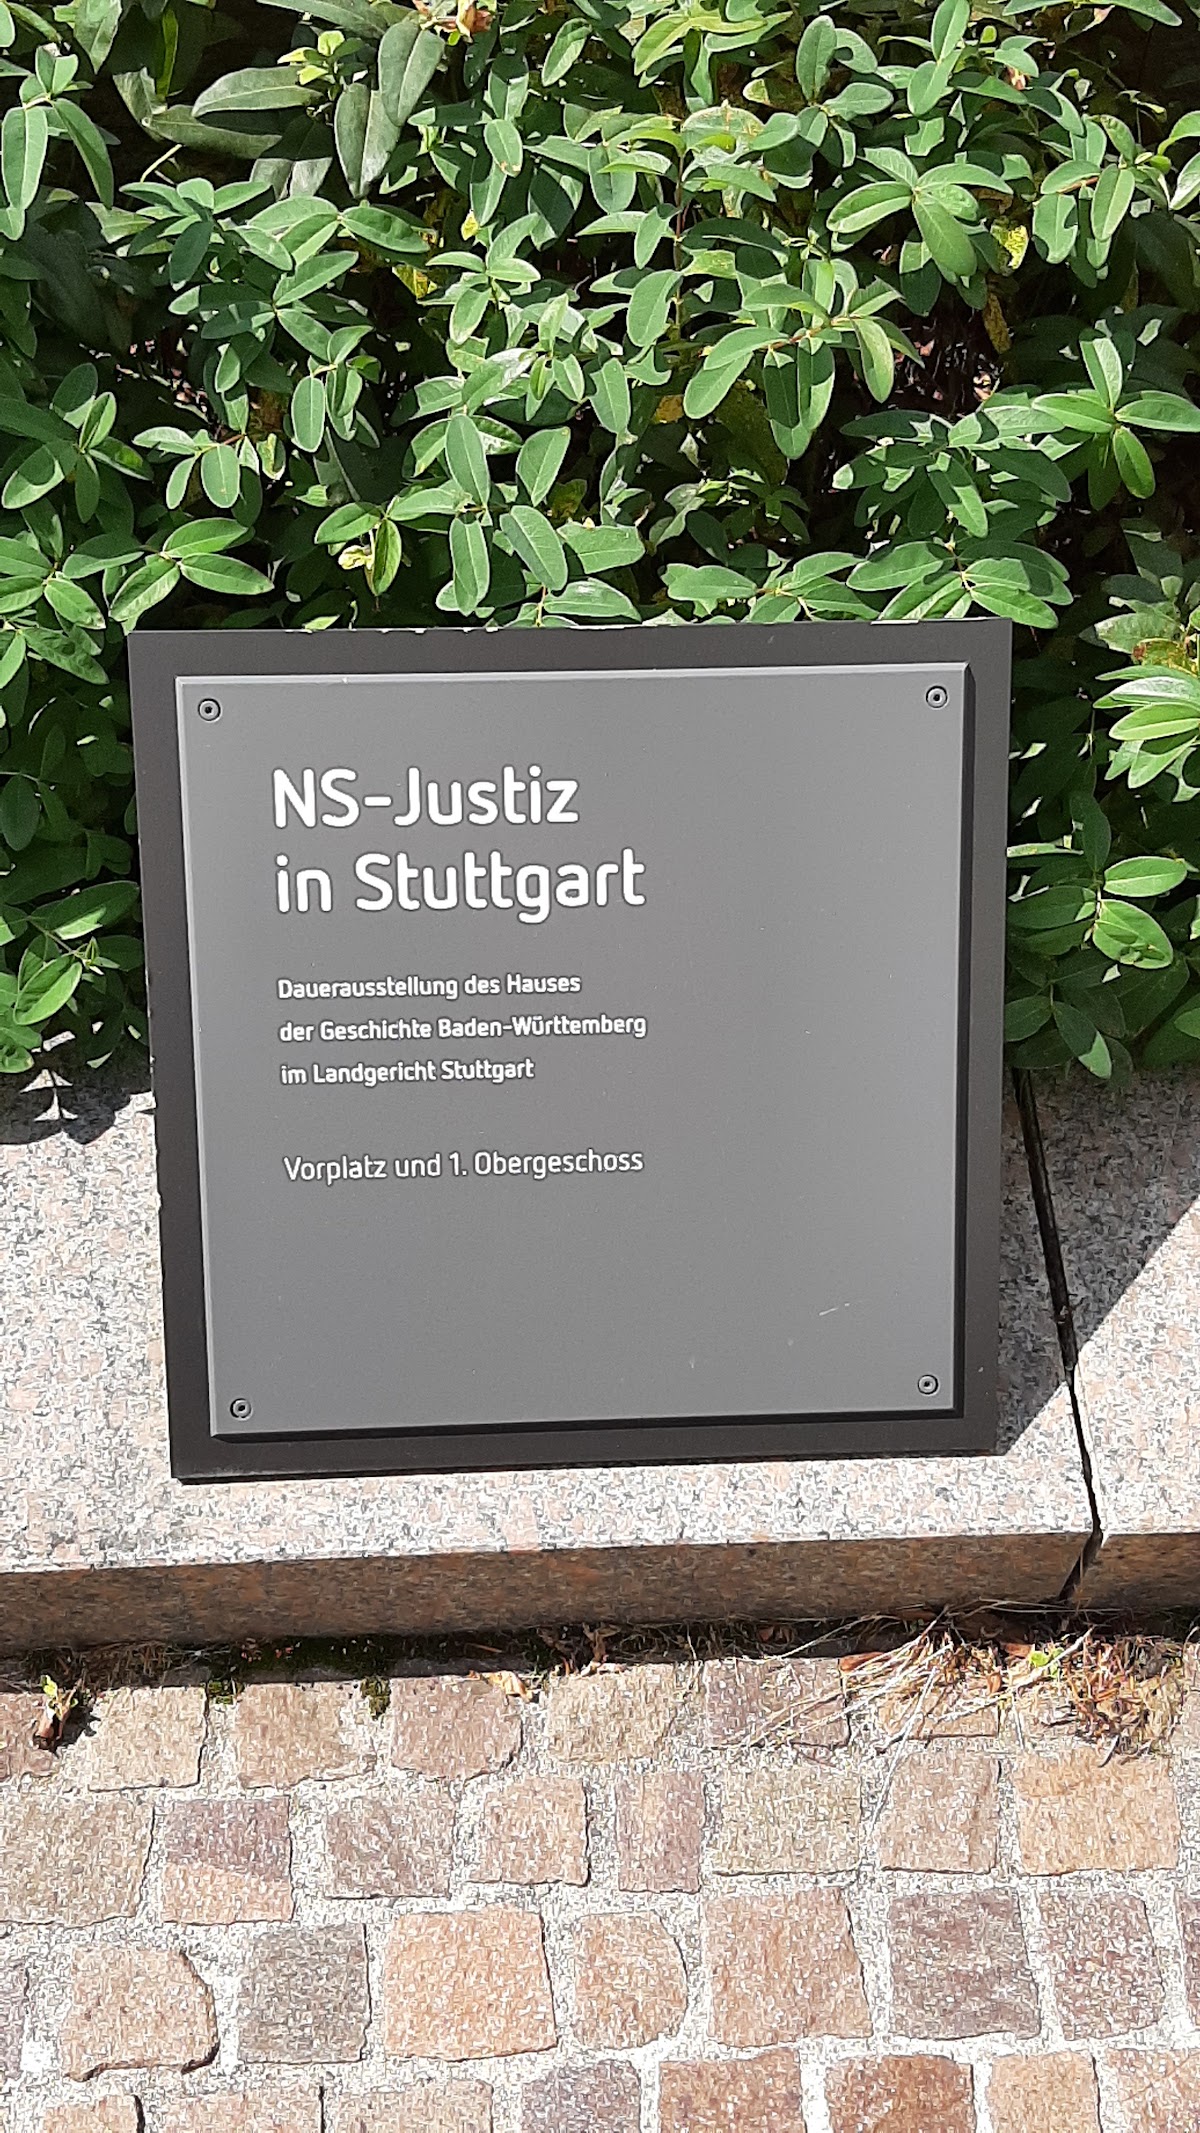 NS-Justiz
in Stuttgart
Dauerausstellung des Hauses
der Geschichte Baden-Württemberg
im Landgericht Stuttgart
Vorplatz und 1. Obergeschoss